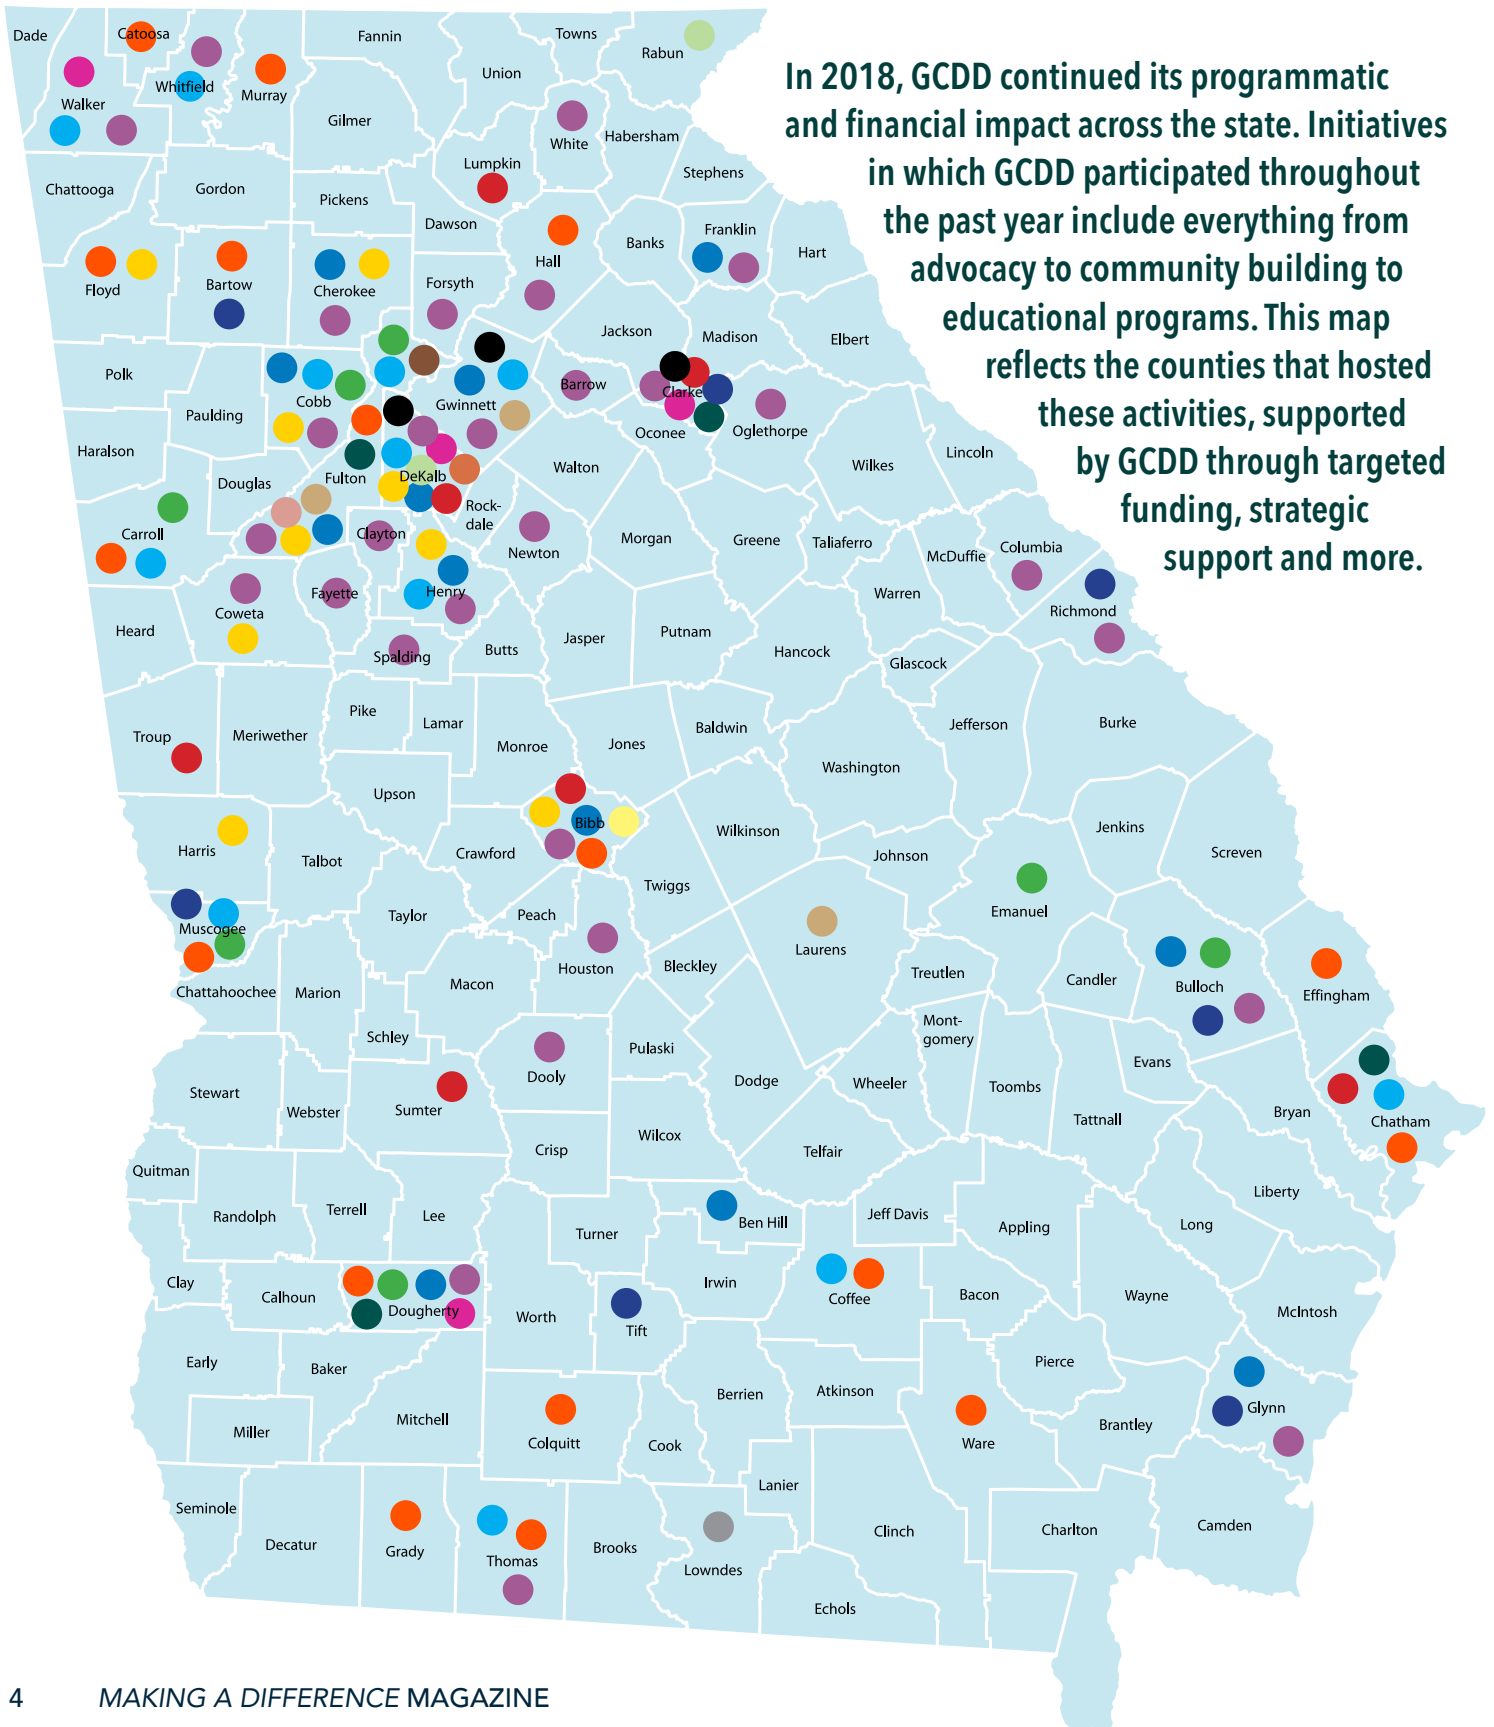 In 2018, GCDD continued its programmatic
and financial impact across the state. Initiatives
in which GCDD participated throughout
the past year include everything from
advocacy to community building to
educational programs. This map
reflects the counties that hosted
these activities, supported
by GCDD through targeted
funding, strategic
support and more.
Dade
Catoosa
Fannin
Towns
Rabun
Union
Whitfield
Murray
Walker
Gilmer
White
Habersham
Lumpkin
Stephens
Chattooga
Gordon
Pickens
Dawson
Banks
Franklin
Hart
Hall
Floyd
Bartow
Cherokee
Forsyth
Jackson
Madison
Elbert
Polk
Paulding
Cobb
Gwinnett
Barrow
Clarke
Oconee
Oglethorpe
Haralson
Douglas
Fulton
DeKalb
Walton
Wilkes
Lincoln
Rock-
dale
Carroll
Clayton
Newton
Morgan
Greene
Taliaferro
McDuffie
Columbia
Coweta
Fayette
Henry
Warren
Richmond
Heard
Spalding
Butts
Jasper
Putnam
Hancock
Glascock
Troup
Meriwether
Pike
Lamar
Monroe
Jones
Baldwin
Jefferson
Burke
Washington
Upson
Bibb
Wilkinson
Jenkins
Harris
Talbot
Crawford
Johnson
Screven
Twiggs
Muscogee
Taylor
Peach
Emanuel
Laurens
Houston
Bleckley
Treutlen
Candler
Bulloch
Effingham
Chattahoochee
Marion
Macon
Schley
Mont-
gomery
Pulaski
Evans
Stewart
Webster
Sumter
Dooly
Dodge
Wheeler
Toombs
Tattnall
Bryan
Chatham
Quitman
Crisp
Wilcox
Telfair
Randolph
Terrell
Lee
Turner
Ben Hill
Jeff Davis
Appling
Long
Liberty
Clay
Calhoun
Dougherty
Worth
Tift
Irwin
Coffee
Bacon
Wayne
McIntosh
Early
Baker
Pierce
Miller
Mitchell
Colquitt
Cook
Berrien
Atkinson
Ware
Brantley
Glynn
Seminole
Decatur
Grady
Thomas
Brooks
Lowndes
Lanier
Clinch
Charlton
Camden
Echols
4 MAKING A DIFFERENCE MAGAZINE